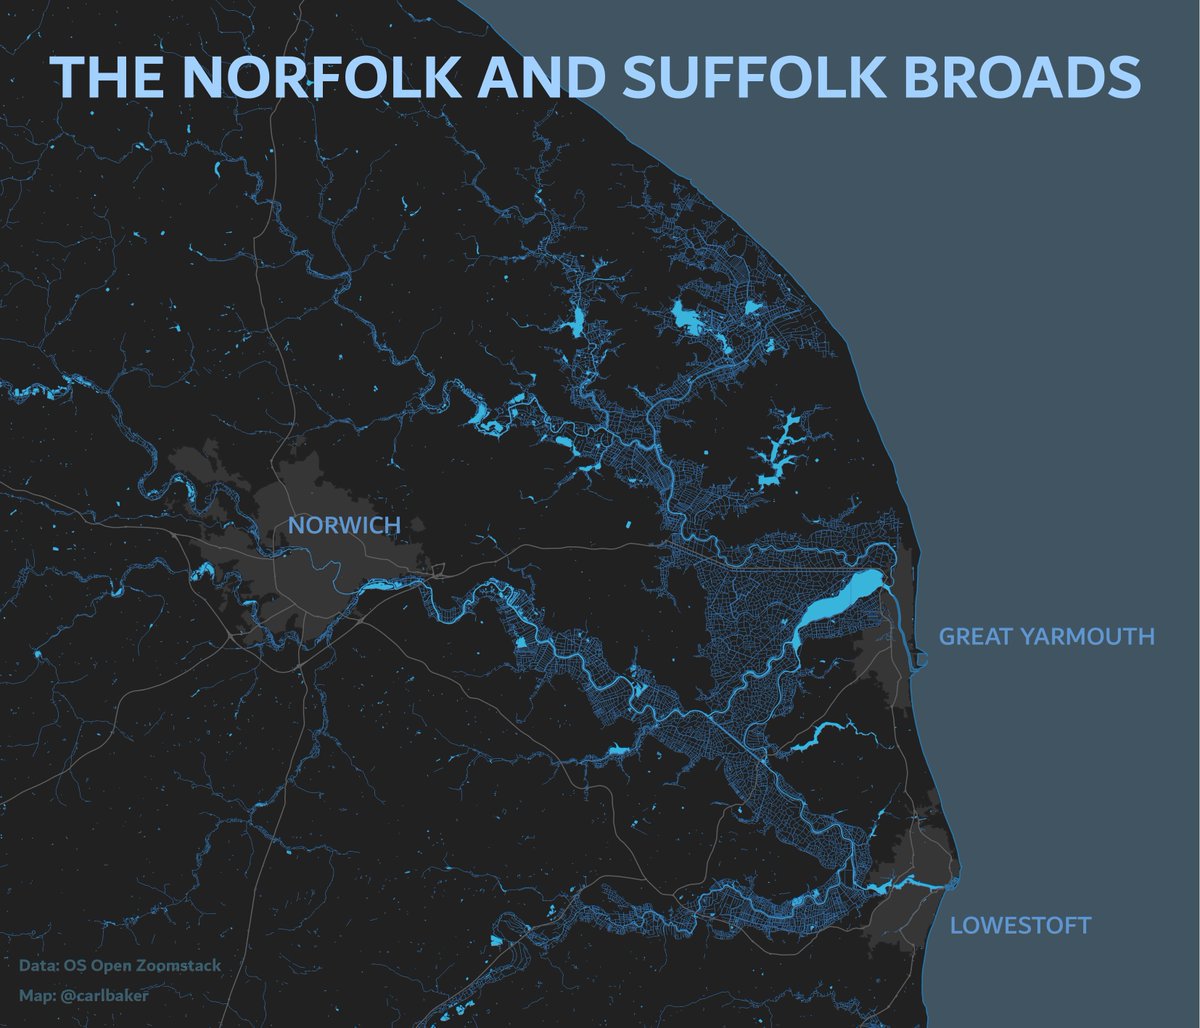 THE NORFOLK AND SUFFOLK BROADS
NORWICH
GREAT YARMOUTH
LOWESTOFT
Data: OS Open Zoomstack
Map: @carlbaker